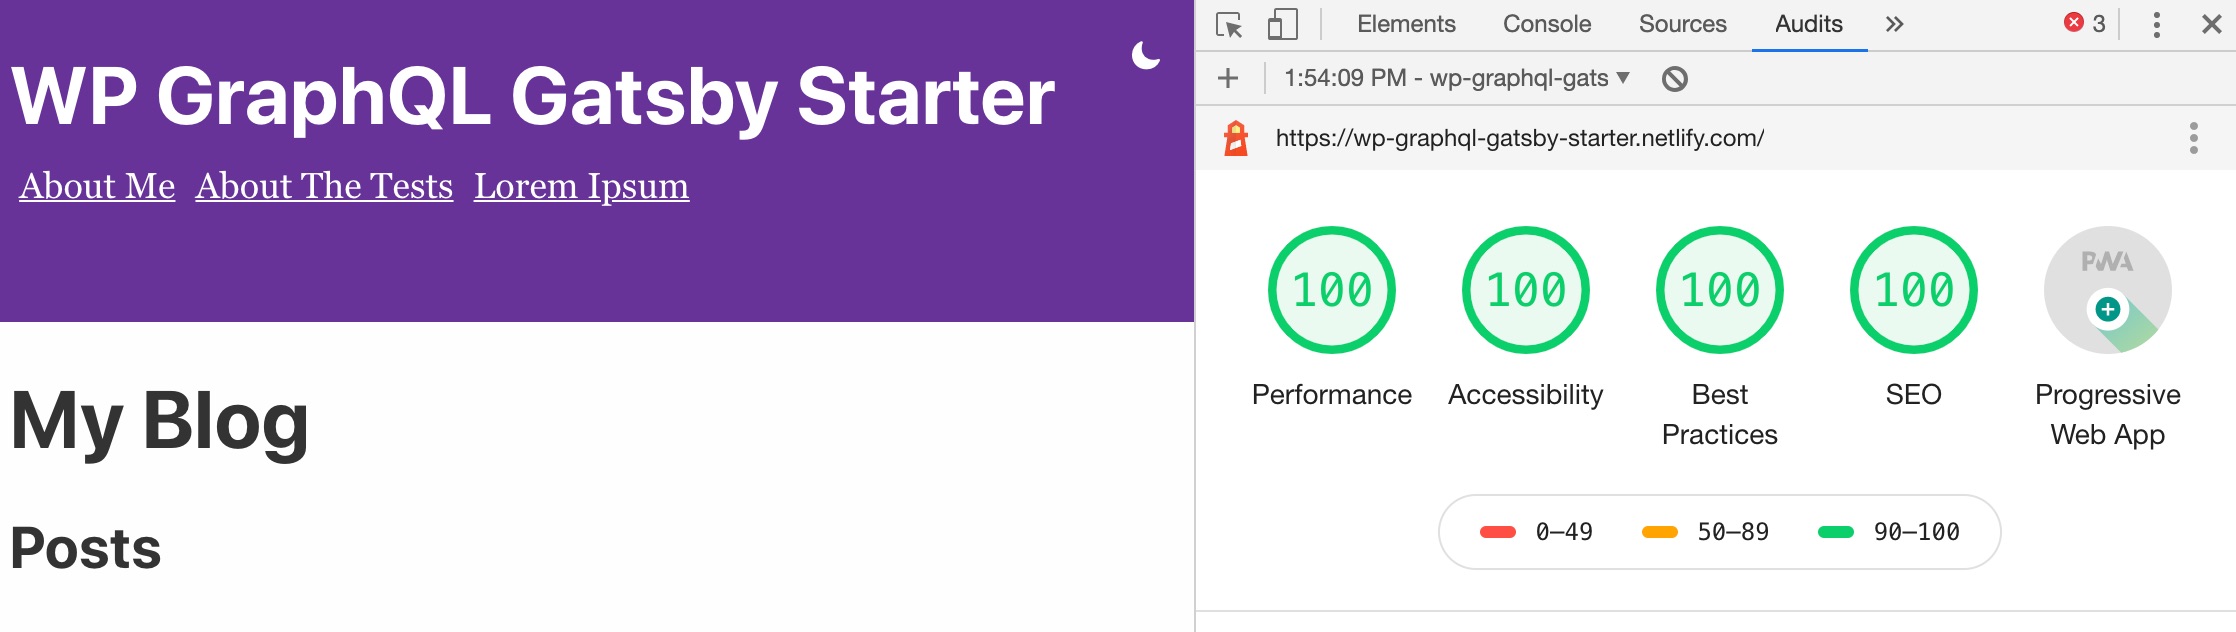 WP GraphQL Gatsby Starter
About Me About The Tests Lorem Ipsum
My Blog
Posts
Elements Console Sources Audits 3
1:54:09 PM - wp-graphql-gats
https://wp-graphql-gatsby-starter.netlify.com/
100 100 100 100 PWA
Performance Accessibility Best Practices SEO Progressive Web App
0–49 50–89 90–100